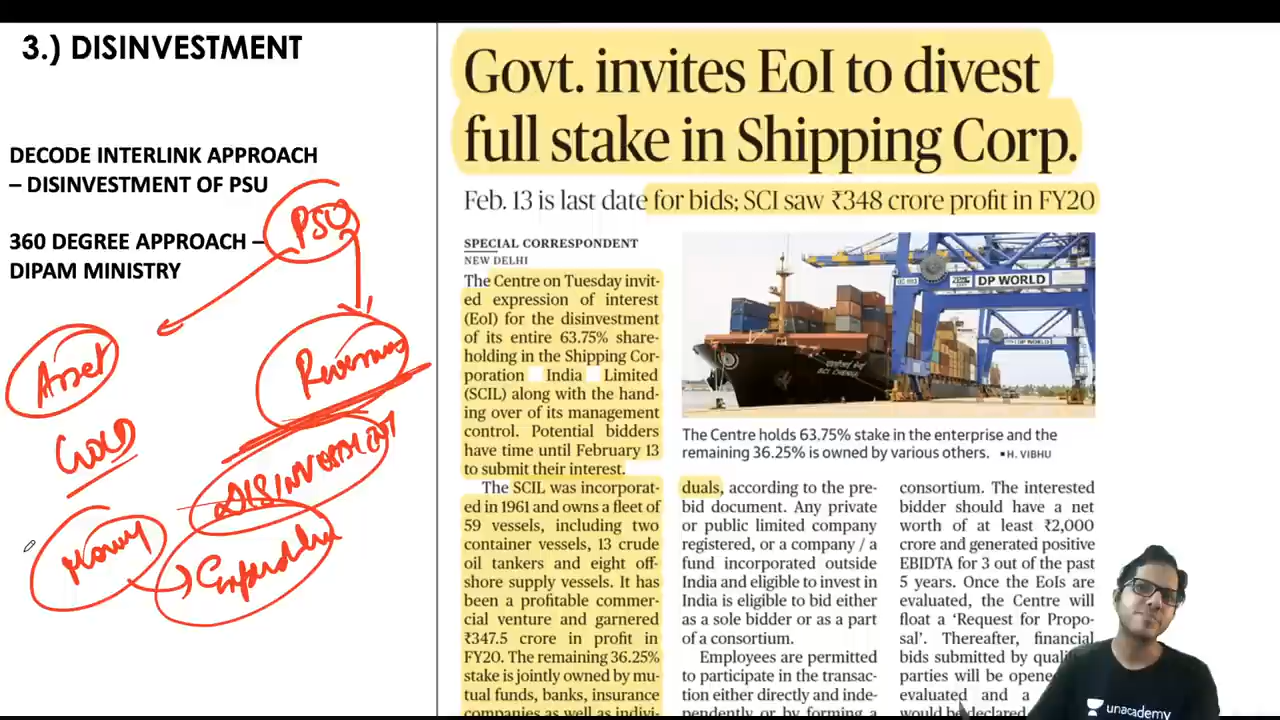 3.) DISINVESTMENT
DECODE INTERLINK APPROACH
– DISINVESTMENT OF PSU
360 DEGREE APPROACH –
DIPAM MINISTRY
PSU
Asset
Revenue
GOLD
DISINVESTMENT
Money
Govt. invites EoI to divest
full stake in Shipping Corp.
Feb. 13 is last date for bids; SCI saw ₹348 crore profit in FY20
SPECIAL CORRESPONDENT
NEW DELHI
The Centre on Tuesday invit-
ed expression of interest
(EoI) for the disinvestment
of its entire 63.75% share-
holding in the Shipping Cor-
poration India Limited
(SCIL) along with the hand-
ing over of its management
control. Potential bidders
have time until February 13
to submit their interest.
The SCIL was incorporat-
ed in 1961 and owns a fleet of
59 vessels, including two
container vessels, 13 crude
oil tankers and eight off-
shore supply vessels. It has
been a profitable commer-
cial venture and garnered
₹347.5 crore in profit in
FY20. The remaining 36.25%
stake is jointly owned by mu-
tual funds, banks, insurance
companies as well as indivi-
DP WORLD
DP WORLD
The Centre holds 63.75% stake in the enterprise and the
remaining 36.25% is owned by various others. ▪ H. VIBHU
duals, according to the pre-
bid document. Any private
or public limited company
registered, or a company / a
fund incorporated outside
India and eligible to invest in
India is eligible to bid either
as a sole bidder or as a part
of a consortium.
Employees are permitted
to participate in the transac-
tion either directly and inde-
pendently or by forming a
consortium. The interested
bidder should have a net
worth of at least ₹2,000
crore and generated positive
EBIDTA for 3 out of the past
5 years. Once the EoIs are
evaluated, the Centre will
float a ‘Request for Propo-
sal’. Thereafter, financial
bids submitted by
parties will be opene
evaluated and a
would be declared
unacademy